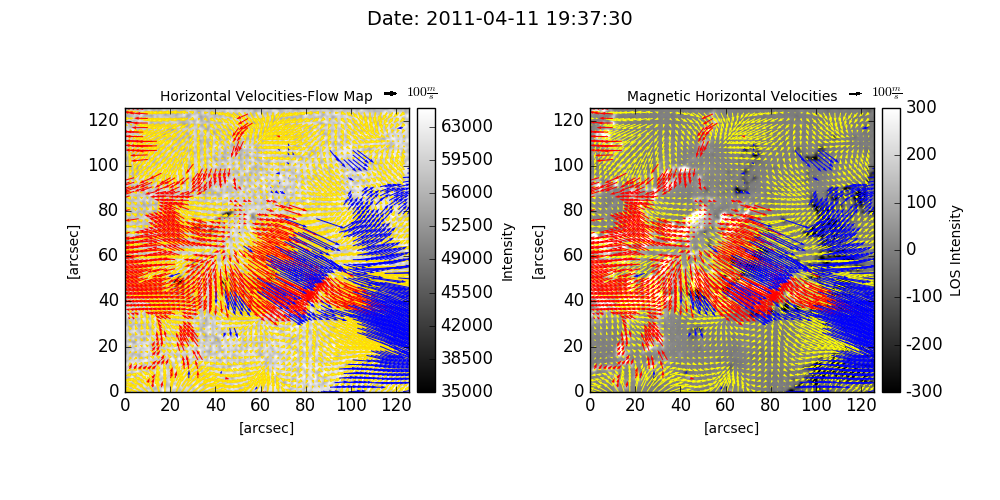 Date: 2011-04-11 19:37:30
Horizontal Velocities-Flow Map
100 m/s
120
100
80
60
40
20
0
0 20 40 60 80 100 120
[arcsec]
[arcsec]
63000
59500
56000
52500
49000
45500
42000
38500
35000
Intensity
Magnetic Horizontal Velocities
100 m/s
120
100
80
60
40
20
0
0 20 40 60 80 100 120
[arcsec]
[arcsec]
300
200
100
0
-100
-200
-300
LOS Intensity